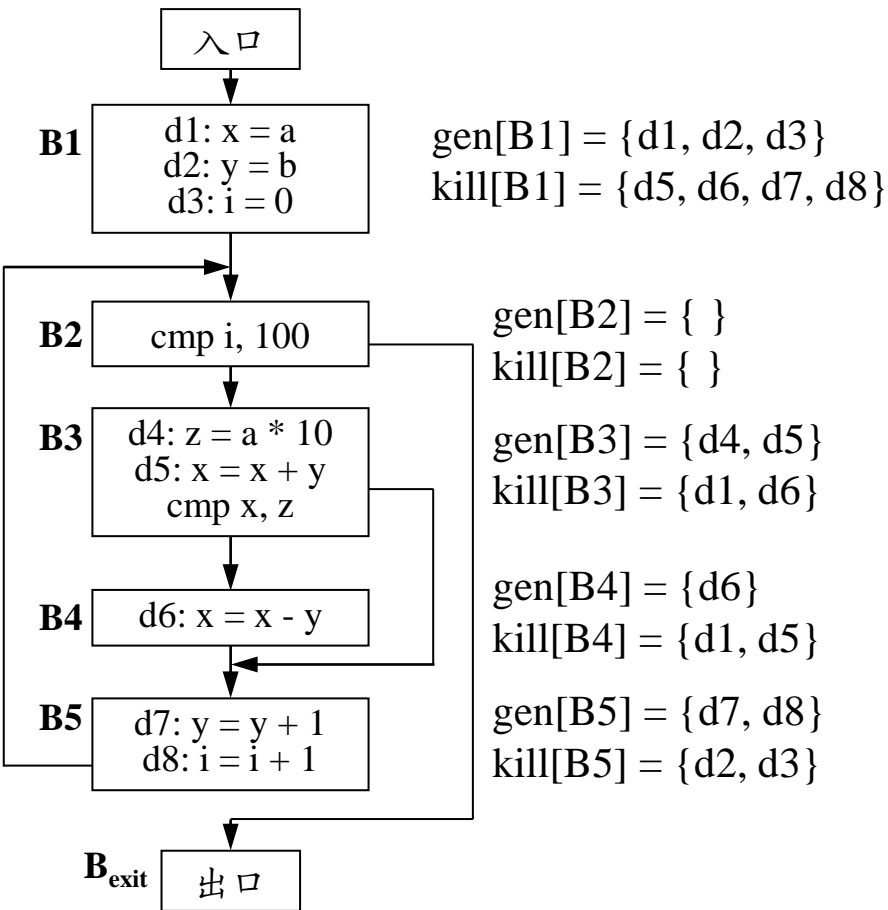 入口
B1
d1: x = a
d2: y = b
d3: i = 0
gen[B1] = {d1, d2, d3}
kill[B1] = {d5, d6, d7, d8}
B2
cmp i, 100
gen[B2] = { }
kill[B2] = { }
B3
d4: z = a * 10
d5: x = x + y
cmp x, z
gen[B3] = {d4, d5}
kill[B3] = {d1, d6}
B4
d6: x = x - y
gen[B4] = {d6}
kill[B4] = {d1, d5}
B5
d7: y = y + 1
d8: i = i + 1
gen[B5] = {d7, d8}
kill[B5] = {d2, d3}
Bexit
出口